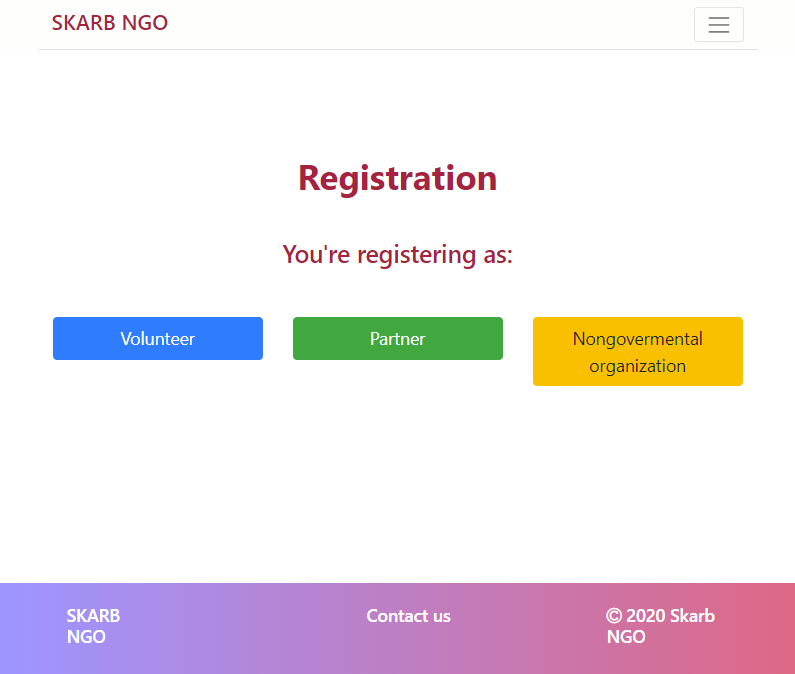 SKARB NGO
Registration
You're registering as:
Volunteer
Partner
Nongovermental
organization
SKARB
NGO
Contact us
© 2020 Skarb
NGO